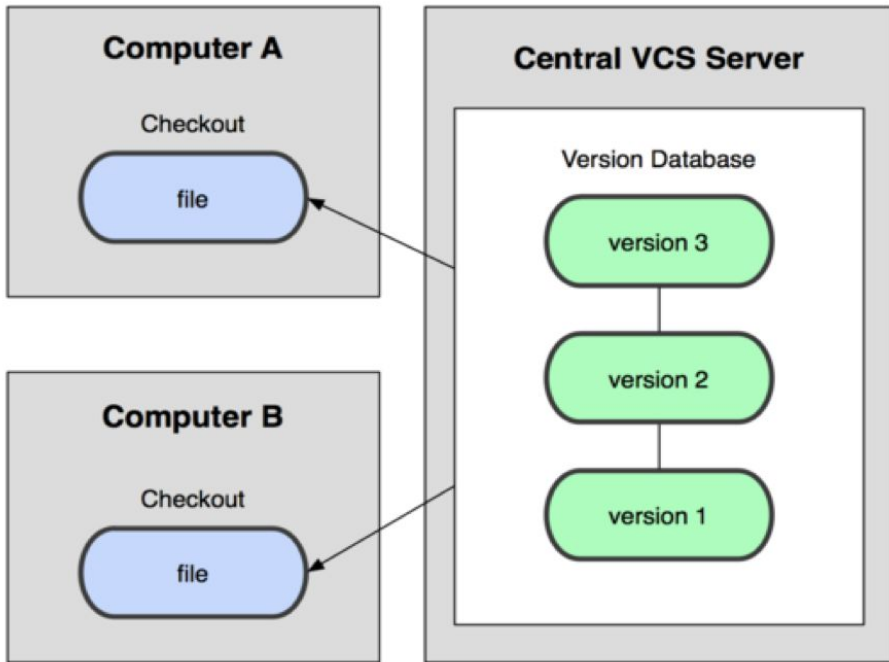 Computer A
Checkout
file
Computer B
Checkout
file
Central VCS Server
Version Database
version 3
version 2
version 1